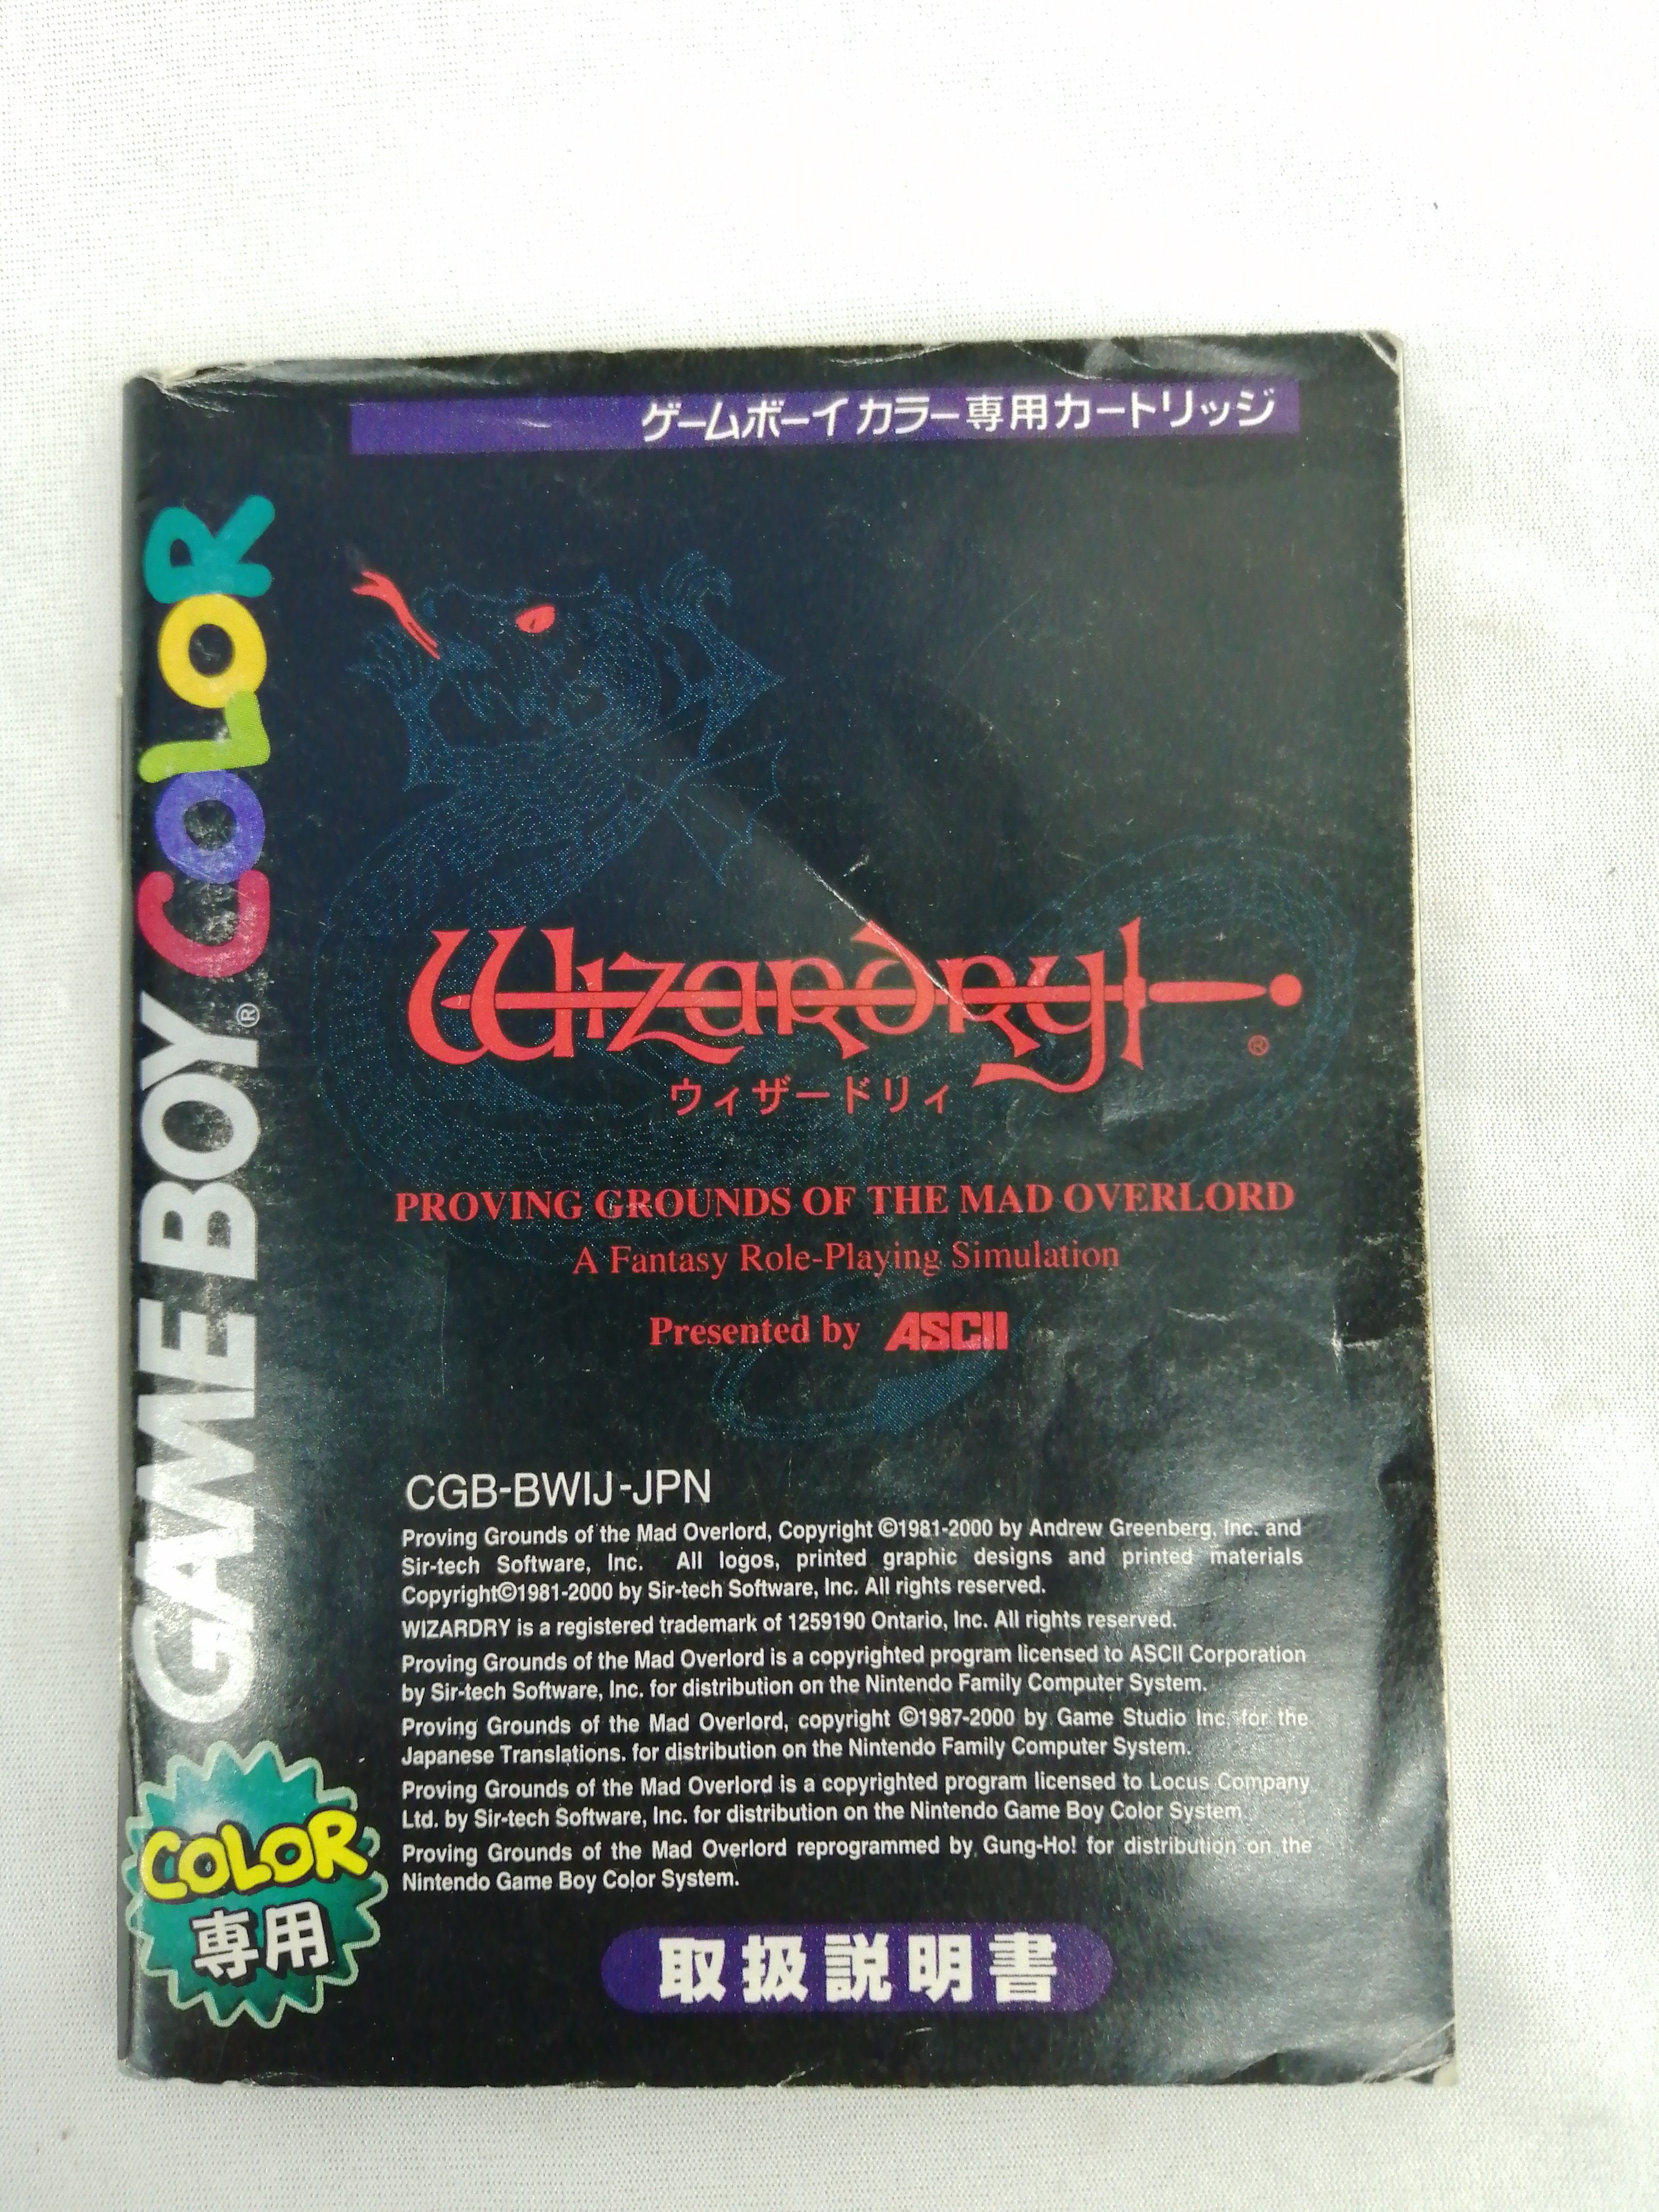 ゲームボーイカラー専用カートリッジ
GAME BOY® COLOR
Wizardry®
ウィザードリィ
PROVING GROUNDS OF THE MAD OVERLORD
A Fantasy Role-Playing Simulation
Presented by ASCII
CGB-BWIJ-JPN
Proving Grounds of the Mad Overlord, Copyright ©1981-2000 by Andrew Greenberg, Inc. and
Sir-tech Software, Inc. All logos, printed graphic designs and printed materials
Copyright©1981-2000 by Sir-tech Software, Inc. All rights reserved.
WIZARDRY is a registered trademark of 1259190 Ontario, Inc. All rights reserved.
Proving Grounds of the Mad Overlord is a copyrighted program licensed to ASCII Corporation
by Sir-tech Software, Inc. for distribution on the Nintendo Family Computer System.
Proving Grounds of the Mad Overlord, copyright ©1987-2000 by Game Studio Inc. for the
Japanese Translations. for distribution on the Nintendo Family Computer System.
Proving Grounds of the Mad Overlord is a copyrighted program licensed to Locus Company
Ltd. by Sir-tech Software, Inc. for distribution on the Nintendo Game Boy Color System
Proving Grounds of the Mad Overlord reprogrammed by Gung-Ho! for distribution on the
Nintendo Game Boy Color System.
COLOR
専用
取扱説明書